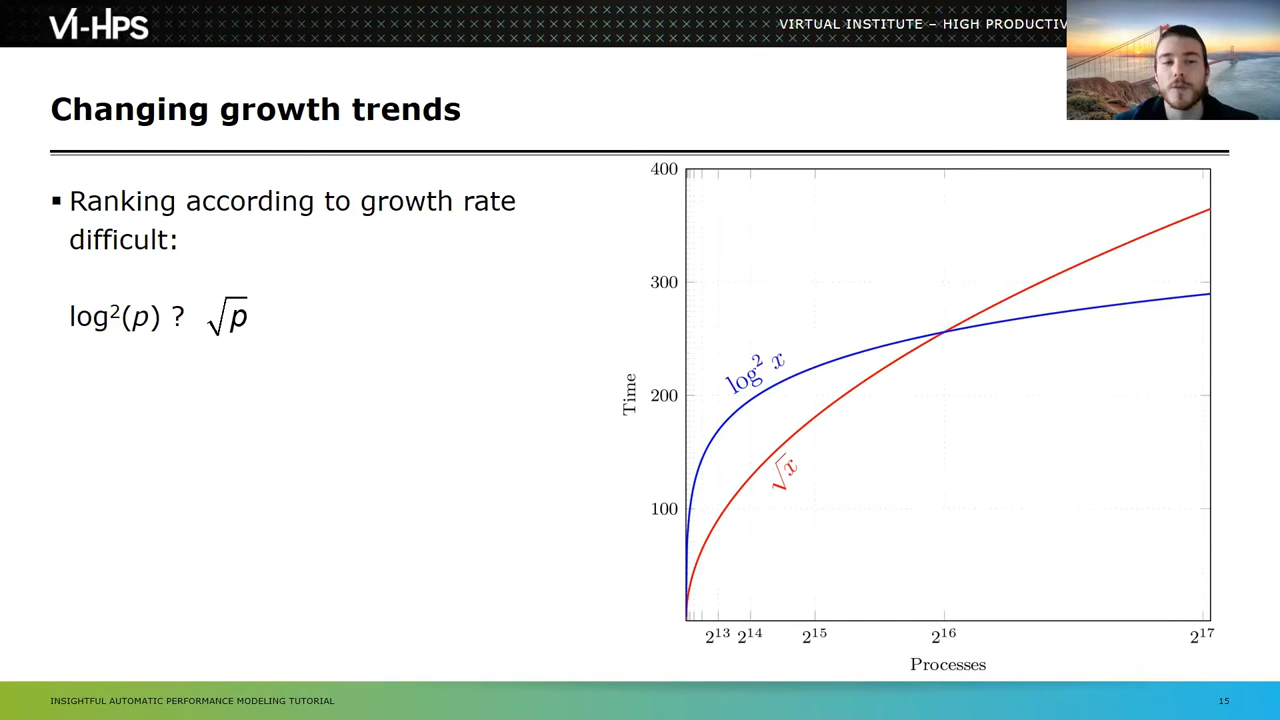 VI-HPS
VIRTUAL INSTITUTE – HIGH PRODUCTIV
Changing growth trends
▪ Ranking according to growth rate
difficult:
log²(p) ? √p
400
300
200
100
Time
log² x
√x
2¹³ 2¹⁴ 2¹⁵ 2¹⁶ 2¹⁷
Processes
INSIGHTFUL AUTOMATIC PERFORMANCE MODELING TUTORIAL
15